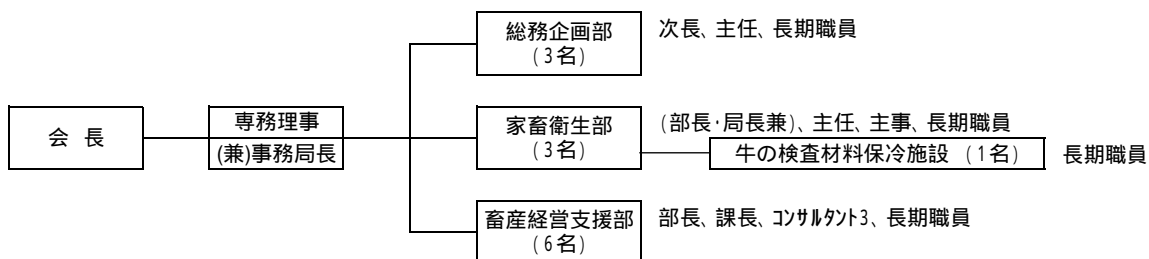 総務企画部
(3名)
次長、主任、長期職員
会 長
専務理事
(兼)事務局長
家畜衛生部
(3名)
(部長・局長兼)、主任、主事、長期職員
牛の検査材料保冷施設 (1名)
長期職員
畜産経営支援部
(6名)
部長、課長、ｺﾝｻﾙﾀﾝﾄ3、長期職員